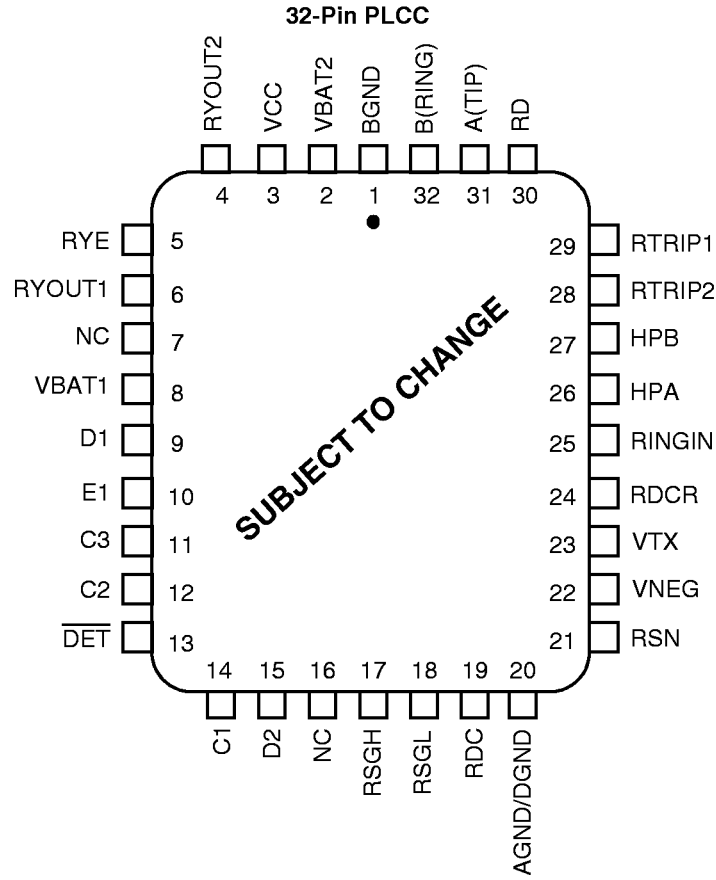 32-Pin PLCC
RYOUT2
VCC
VBAT2
BGND
B(RING)
A(TIP)
RD
4
3
2
1
32
31
30
RYE
5
RYOUT1
6
NC
7
VBAT1
8
D1
9
E1
10
C3
11
C2
12
DET
13
29
RTRIP1
28
RTRIP2
27
HPB
26
HPA
25
RINGIN
24
RDCR
23
VTX
22
VNEG
21
RSN
SUBJECT TO CHANGE
14
15
16
17
18
19
20
C1
D2
NC
RSGH
RSGL
RDC
AGND/DGND